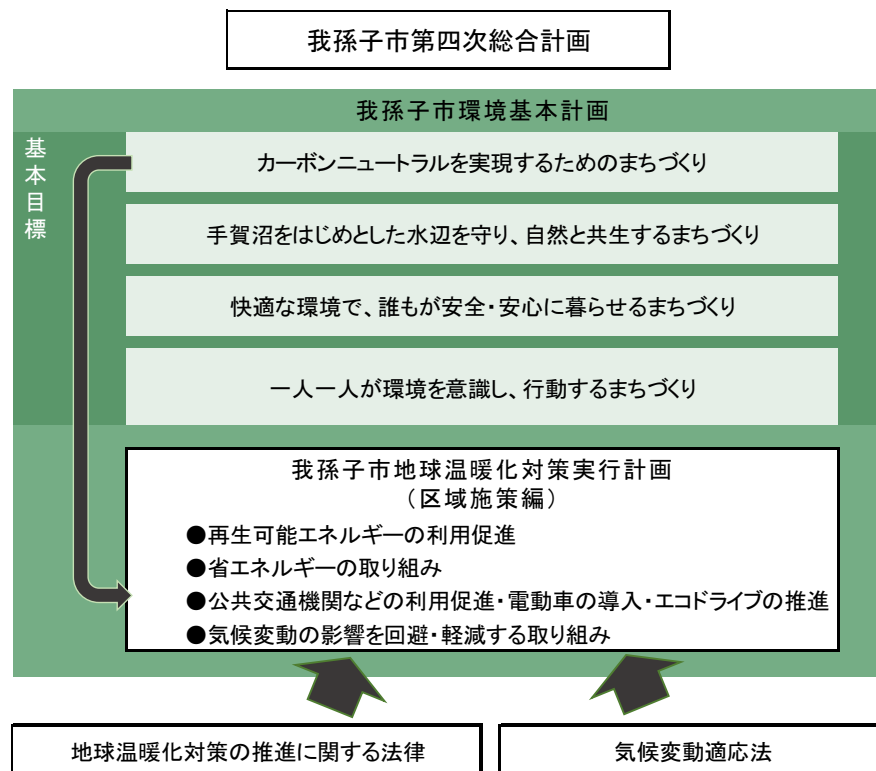 我孫子市第四次総合計画
我孫子市環境基本計画
基本目標
カーボンニュートラルを実現するためのまちづくり
手賀沼をはじめとした水辺を守り、自然と共生するまちづくり
快適な環境で、誰もが安全・安心に暮らせるまちづくり
一人一人が環境を意識し、行動するまちづくり
我孫子市地球温暖化対策実行計画
（区域施策編）
●再生可能エネルギーの利用促進
●省エネルギーの取り組み
●公共交通機関などの利用促進・電動車の導入・エコドライブの推進
●気候変動の影響を回避・軽減する取り組み
地球温暖化対策の推進に関する法律
気候変動適応法